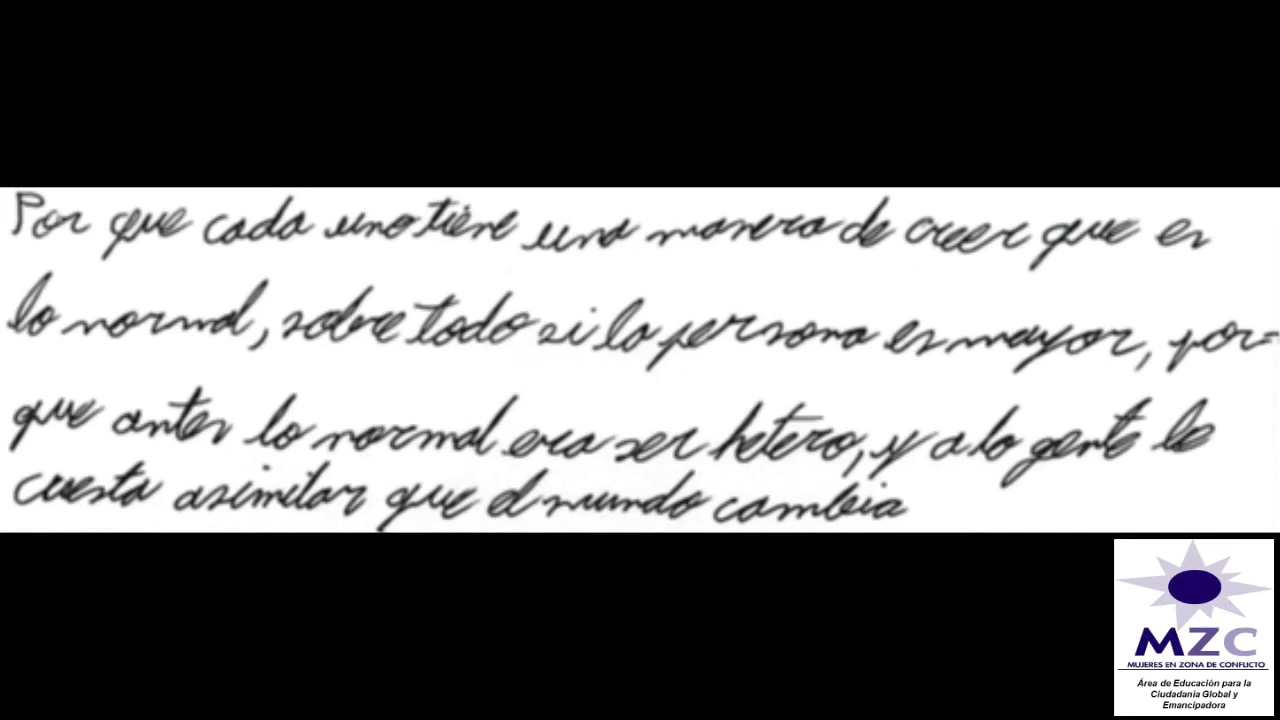 Por que cada uno tiene una manera de creer que es
lo normal, sobre todo si la persona es mayor, por=
que antes lo normal era ser hetero, y a la gente le
cuesta asimilar que el mundo cambia
MZC
MUJERES EN ZONA DE CONFLICTO
Área de Educación para la
Ciudadanía Global y
Emancipadora